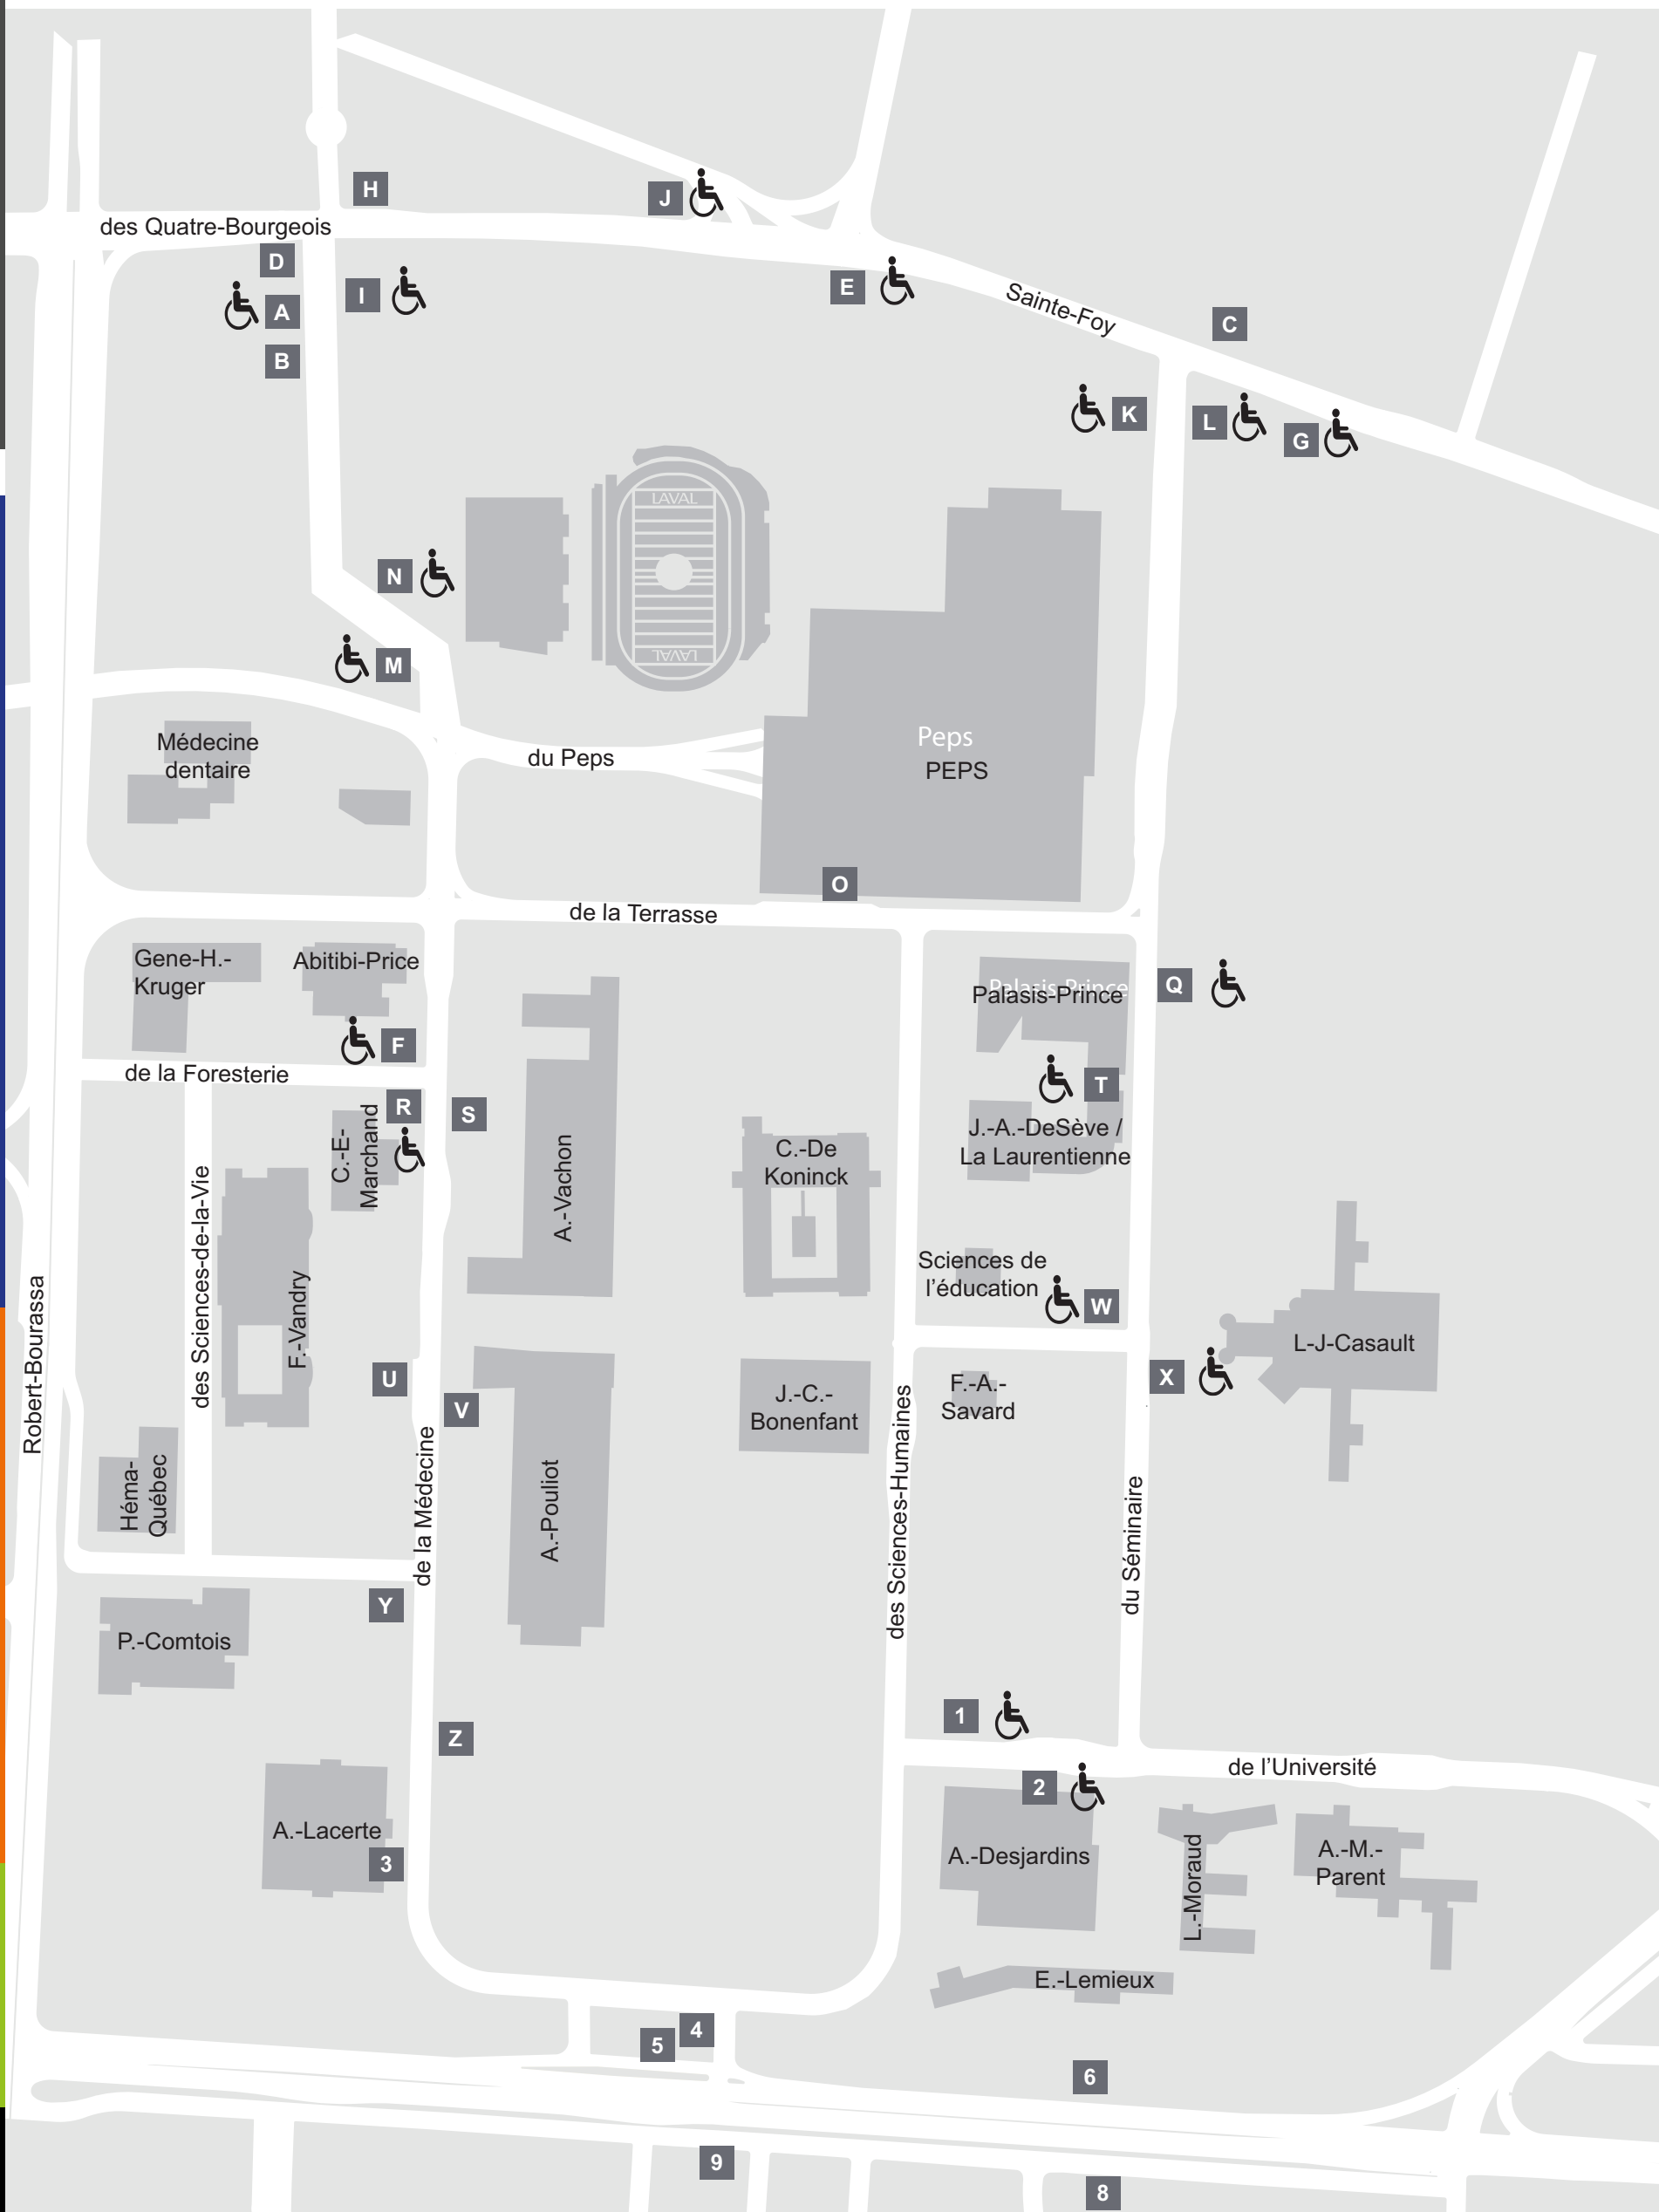 H
J
des Quatre-Bourgeois
D
A
B
I
E
Sainte-Foy
C
K
L
G
LAVAL
N
LAVAL
M
Médecine
dentaire
du Peps
Peps
PEPS
O
de la Terrasse
Gene-H.-
Kruger
Abitibi-Price
Palasis-Prince
Palasis-Prince
Q
F
de la Foresterie
T
R
S
C.-E-
Marchand
J.-A.-DeSève /
La Laurentienne
C.-De
Koninck
A.-Vachon
des Sciences-de-la-Vie
Sciences de
l'éducation
W
F.-Vandry
Robert-Bourassa
L-J-Casault
U
X
V
J.-C.-
Bonenfant
F.-A.-
Savard
Héma-
Québec
de la Médecine
A.-Pouliot
des Sciences-Humaines
du Séminaire
Y
P.-Comtois
Z
1
de l'Université
2
A.-Lacerte
3
A.-Desjardins
L.-Moraud
A.-M.-
Parent
E.-Lemieux
4
5
6
9
8